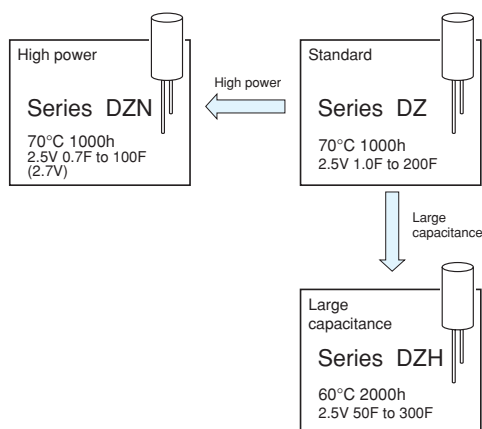 High power
Series DZN
70°C 1000h
2.5V 0.7F to 100F
(2.7V)
High power
Standard
Series DZ
70°C 1000h
2.5V 1.0F to 200F
Large
capacitance
Large
capacitance
Series DZH
60°C 2000h
2.5V 50F to 300F